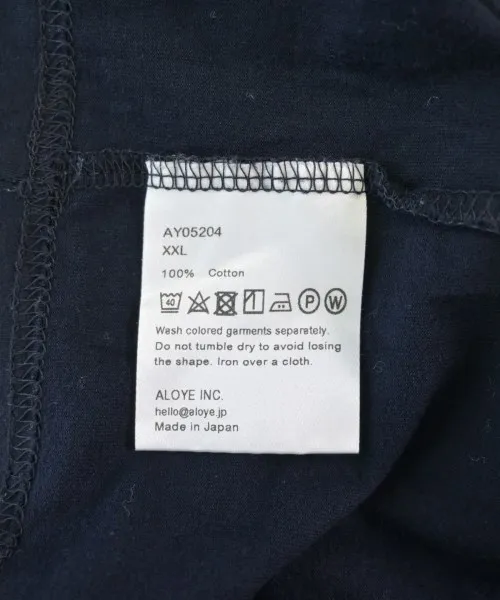 AY05204
XXL
100% Cotton
40 P W
Wash colored garments separately.
Do not tumble dry to avoid losing
the shape. Iron over a cloth.
ALOYE INC.
hello@aloye.jp
Made in Japan